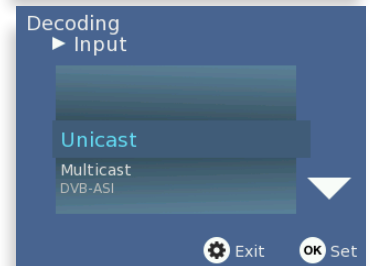 Decoding
Input
Unicast
Multicast
DVB-ASI
Exit OK Set